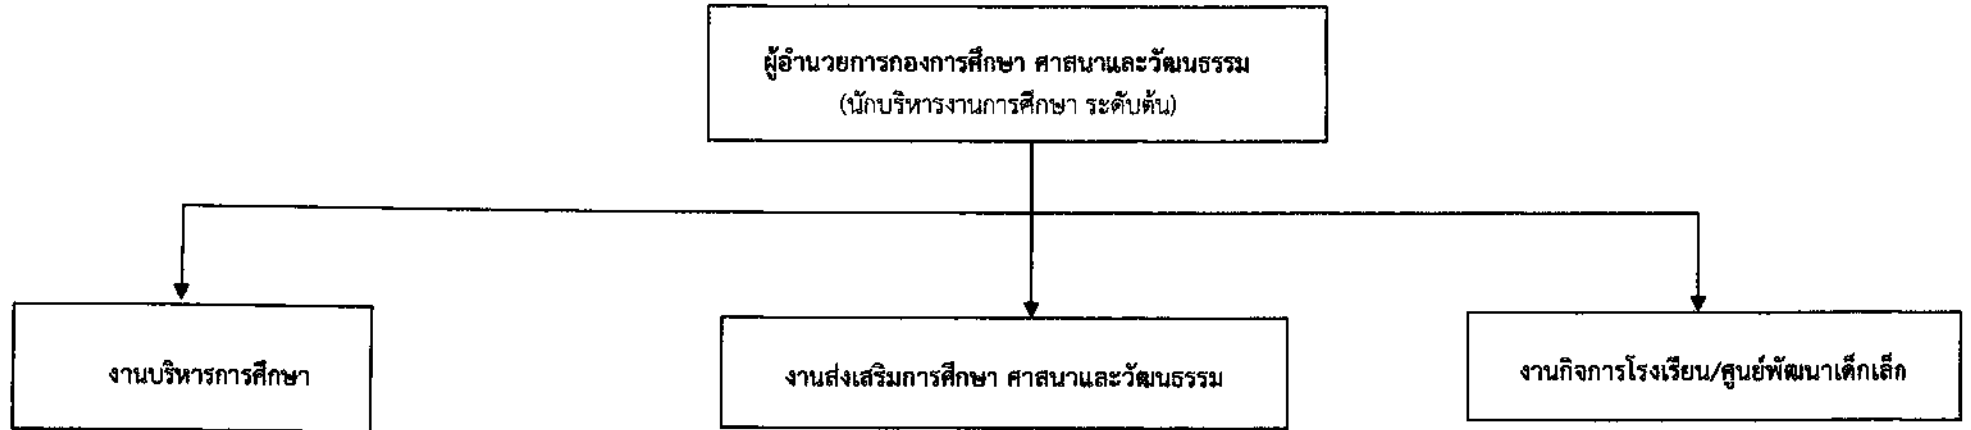 ผู้อำนวยการกองการศึกษา ศาสนาและวัฒนธรรม
(นักบริหารงานการศึกษา ระดับต้น)
งานบริหารการศึกษา
งานส่งเสริมการศึกษา ศาสนาและวัฒนธรรม
งานกิจการโรงเรียน/ศูนย์พัฒนาเด็กเล็ก